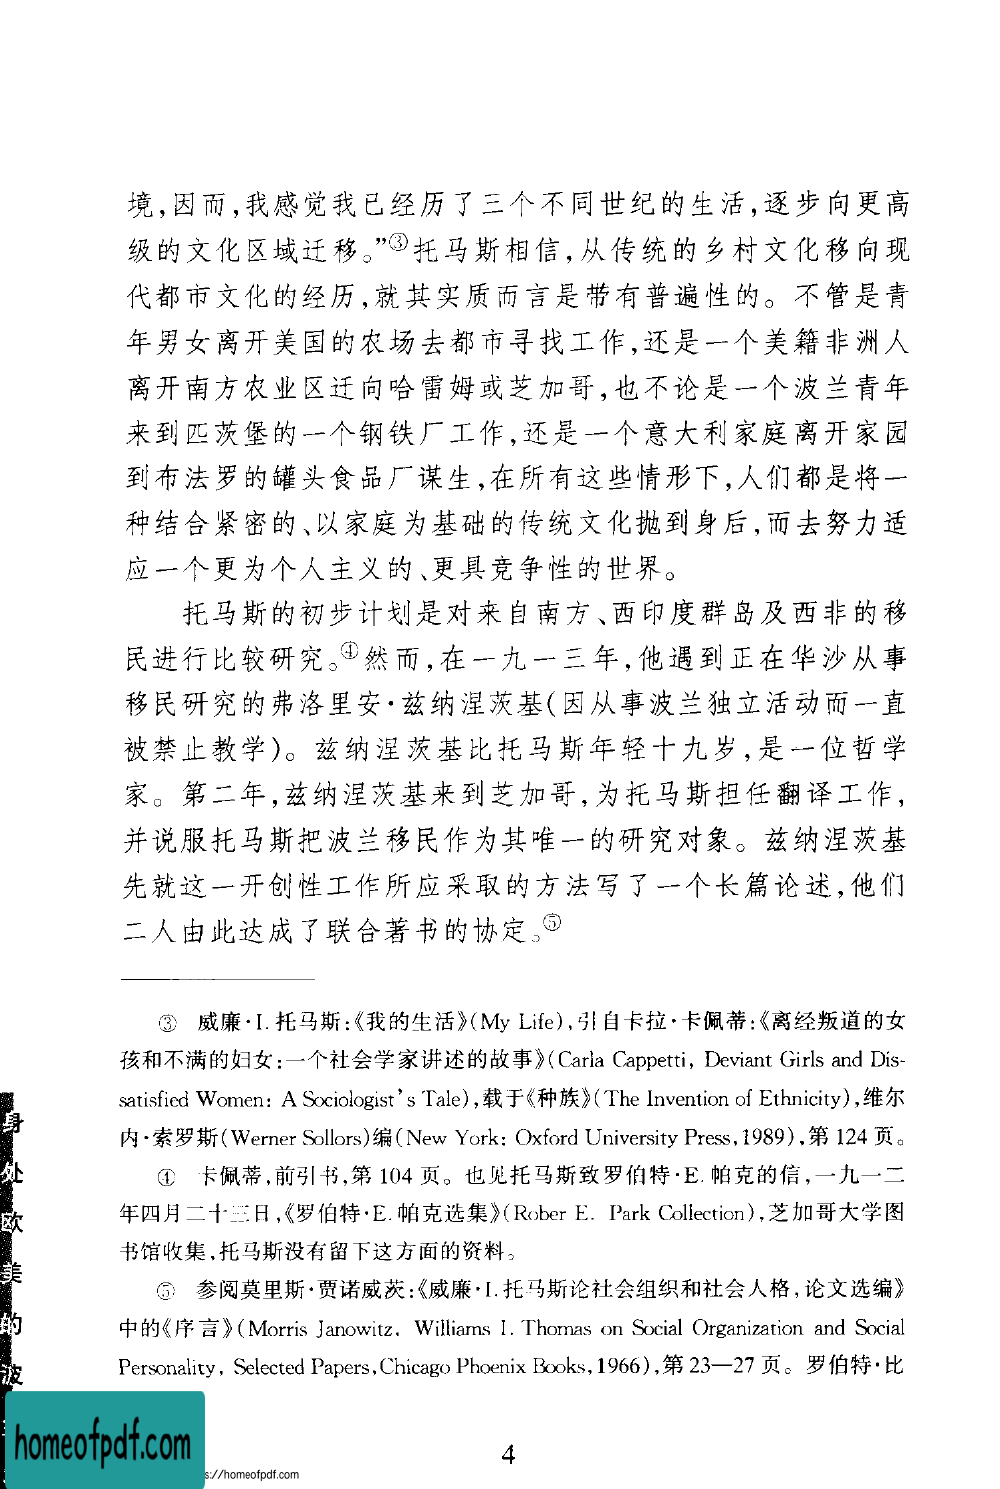 境,因而,我感觉我已经历了三个不同世纪的生活,逐步向更高
级的文化区域迁移。”③托马斯相信,从传统的乡村文化移向现
代都市文化的经历,就其实质而言是带有普遍性的。不管是青
年男女离开美国的农场去都市寻找工作,还是一个美籍非洲人
离开南方农业区迁向哈雷姆或芝加哥,也不论是一个波兰青年
来到匹茨堡的一个钢铁厂工作,还是一个意大利家庭离开家园
到布法罗的罐头食品厂谋生,在所有这些情形下,人们都是将一
种结合紧密的、以家庭为基础的传统文化抛到身后,而去努力适
应一个更为个人主义的、更具竞争性的世界。
托马斯的初步计划是对来自南方、西印度群岛及西非的移
民进行比较研究。④然而,在一九一三年,他遇到正在华沙从事
移民研究的弗洛里安·兹纳涅茨基(因从事波兰独立活动而一直
被禁止教学)。兹纳涅茨基比托马斯年轻十九岁,是一位哲学
家。第二年,兹纳涅茨基来到芝加哥,为托马斯担任翻译工作,
并说服托马斯把波兰移民作为其唯一的研究对象。兹纳涅茨基
先就这一开创性工作所应采取的方法写了一个长篇论述,他们
二人由此达成了联合著书的协定。⑤
③ 威廉·I.托马斯:《我的生活》(My Life),引自卡拉·卡佩蒂:《离经叛道的女
孩和不满的妇女:一个社会学家讲述的故事》(Carla Cappetti, Deviant Girls and Dis-
satisfied Women: A Sociologist's Tale),载于《种族》(The Invention of Ethnicity),维尔
内·索罗斯(Werner Sollors)编(New York: Oxford University Press,1989),第 124 页。
④ 卡佩蒂,前引书,第 104 页。也见托马斯致罗伯特·E.帕克的信,一九一二
年四月二十三日,《罗伯特·E.帕克选集》(Rober E. Park Collection),芝加哥大学图
书馆收集,托马斯没有留下这方面的资料。
⑤ 参阅莫里斯·贾诺威茨:《威廉·I.托马斯论社会组织和社会人格,论文选编》
中的《序言》(Morris Janowitz, Williams I. Thomas on Social Organization and Social
Personality, Selected Papers,Chicago Phoenix Books,1966),第 23—27 页。罗伯特·比
身处欧美的波
homeofpdf.com
s://homeofpdf.com
4